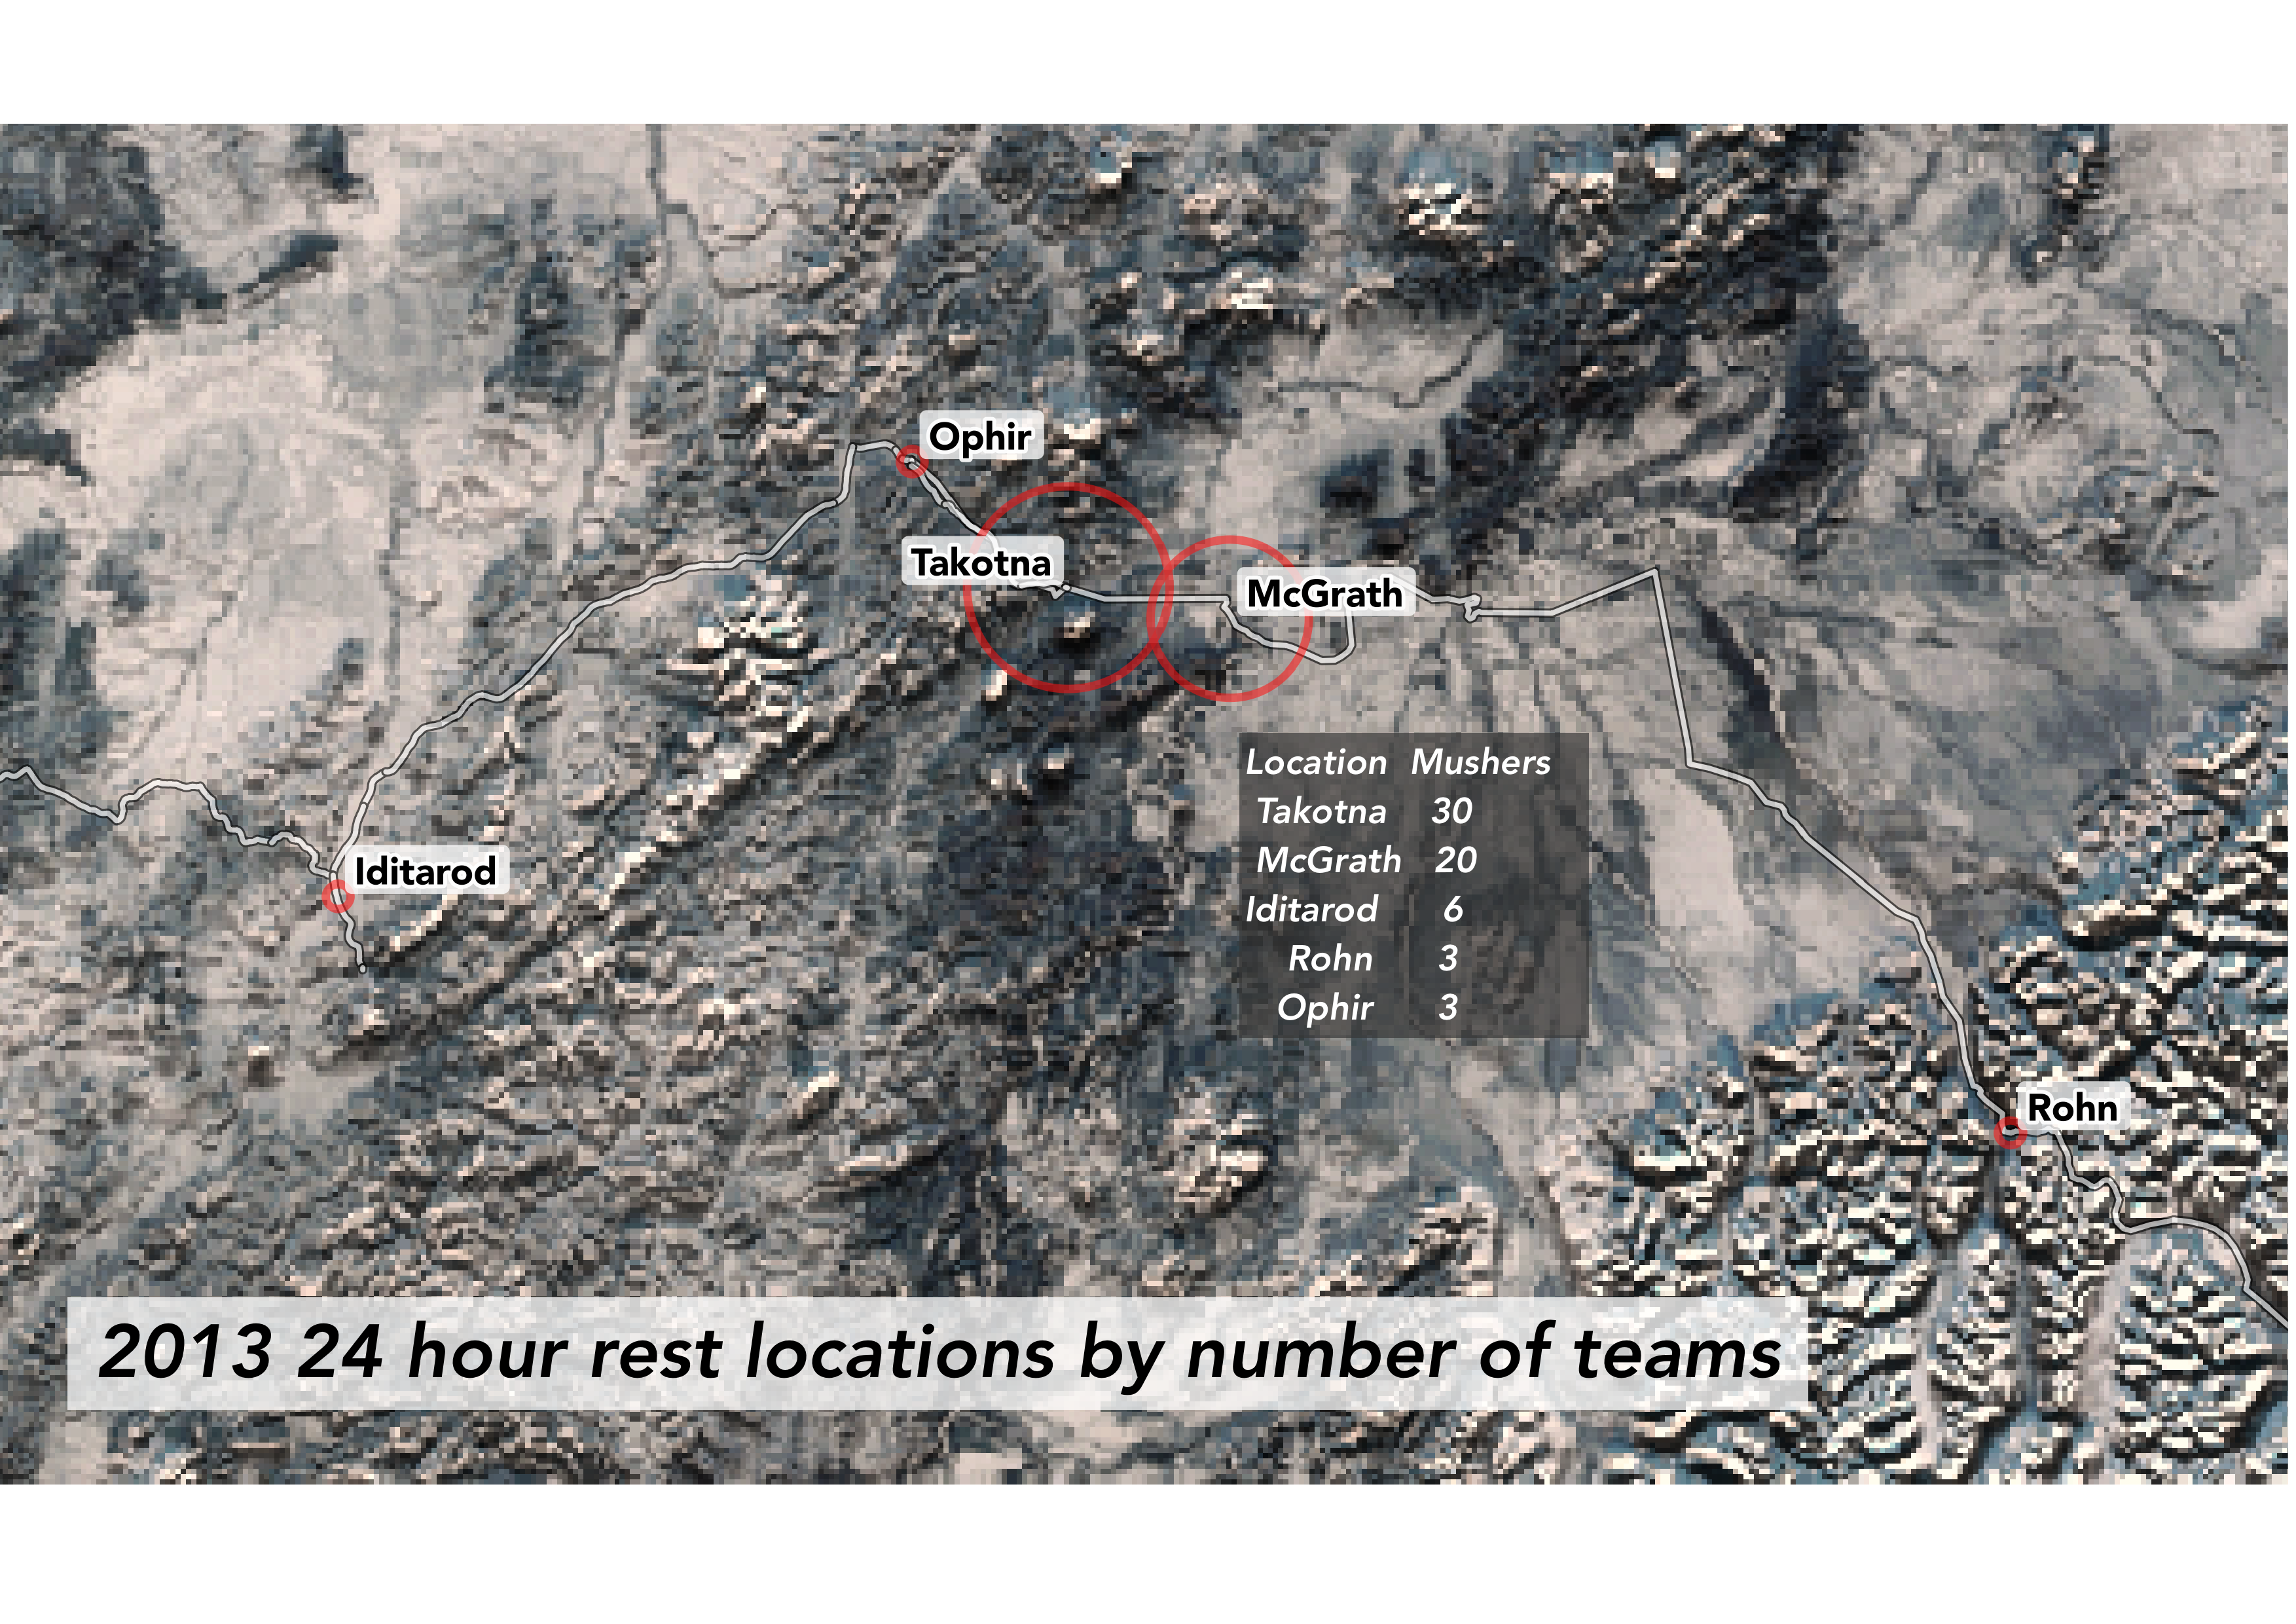 Ophir
Takotna
McGrath
Location Mushers
Takotna 30
McGrath 20
Iditarod 6
Rohn 3
Ophir 3
Iditarod
Rohn
2013 24 hour rest locations by number of teams